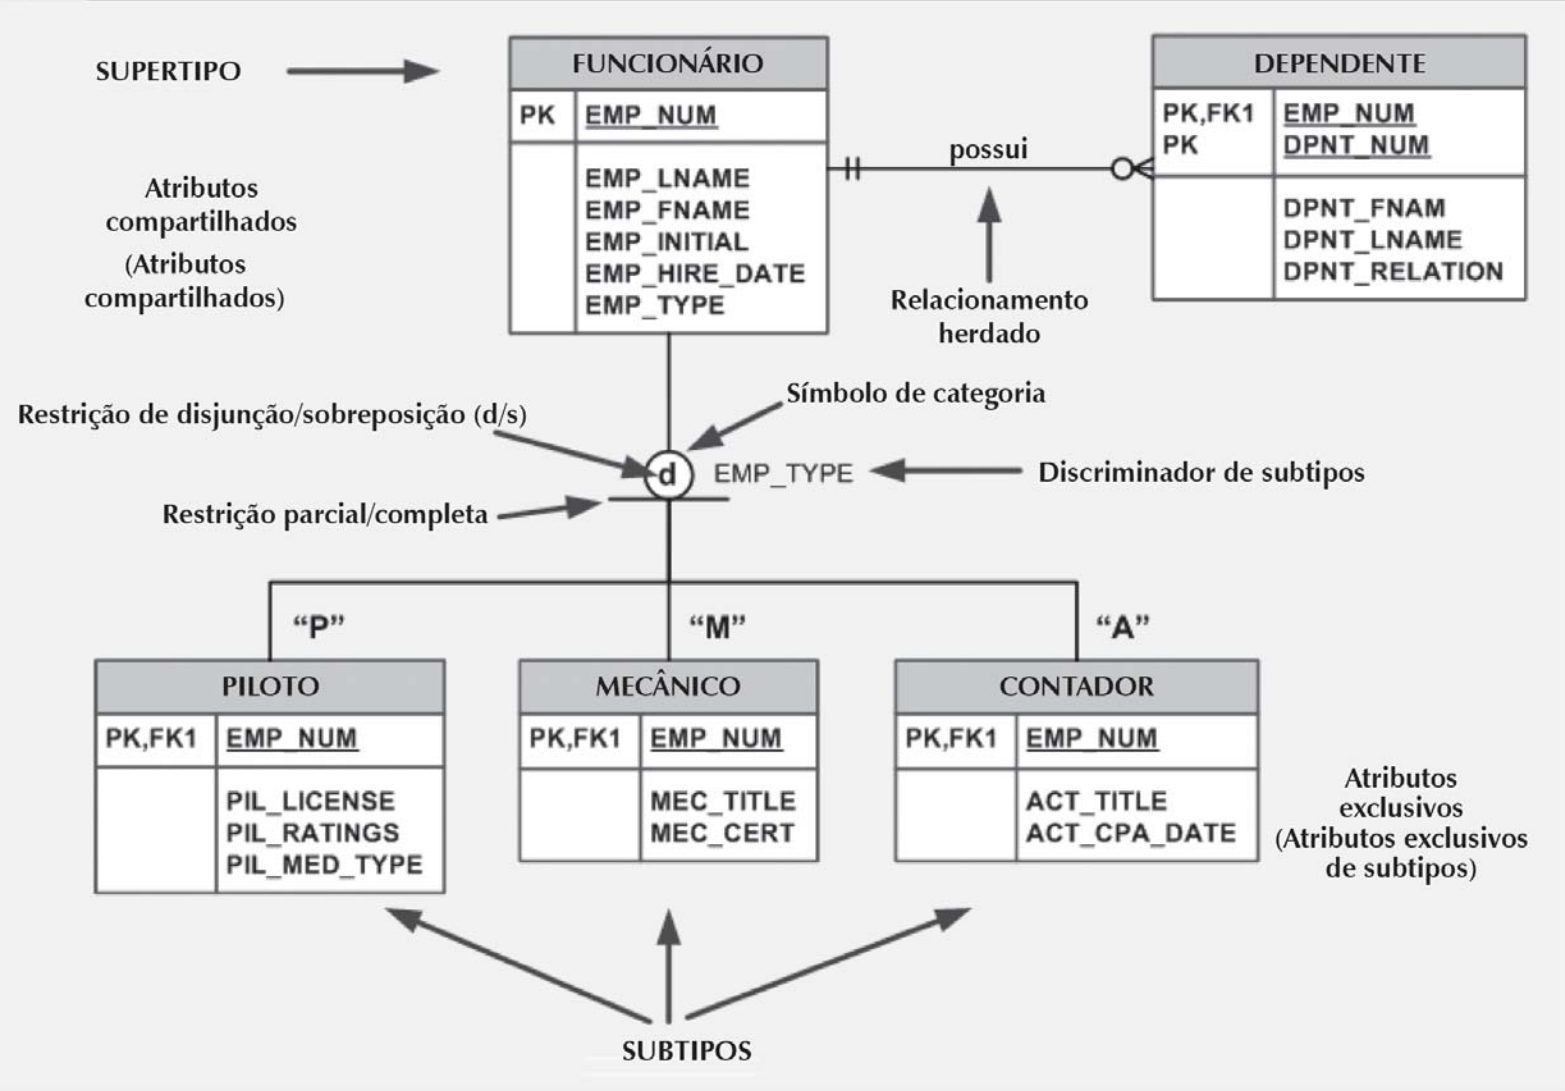 SUPERTIPO
FUNCIONÁRIO
PK EMP_NUM
EMP_LNAME
EMP_FNAME
EMP_INITIAL
EMP_HIRE_DATE
EMP_TYPE
possui
DEPENDENTE
PK,FK1 EMP_NUM
PK DPNT_NUM
DPNT_FNAM
DPNT_LNAME
DPNT_RELATION
Atributos
compartilhados
(Atributos
compartilhados)
Relacionamento
herdado
Símbolo de categoria
Restrição de disjunção/sobreposição (d/s)
d
EMP_TYPE
Discriminador de subtipos
Restrição parcial/completa
“P”
“M”
“A”
PILOTO
PK,FK1 EMP_NUM
PIL_LICENSE
PIL_RATINGS
PIL_MED_TYPE
MECÂNICO
PK,FK1 EMP_NUM
MEC_TITLE
MEC_CERT
CONTADOR
PK,FK1 EMP_NUM
ACT_TITLE
ACT_CPA_DATE
Atributos
exclusivos
(Atributos exclusivos
de subtipos)
SUBTIPOS